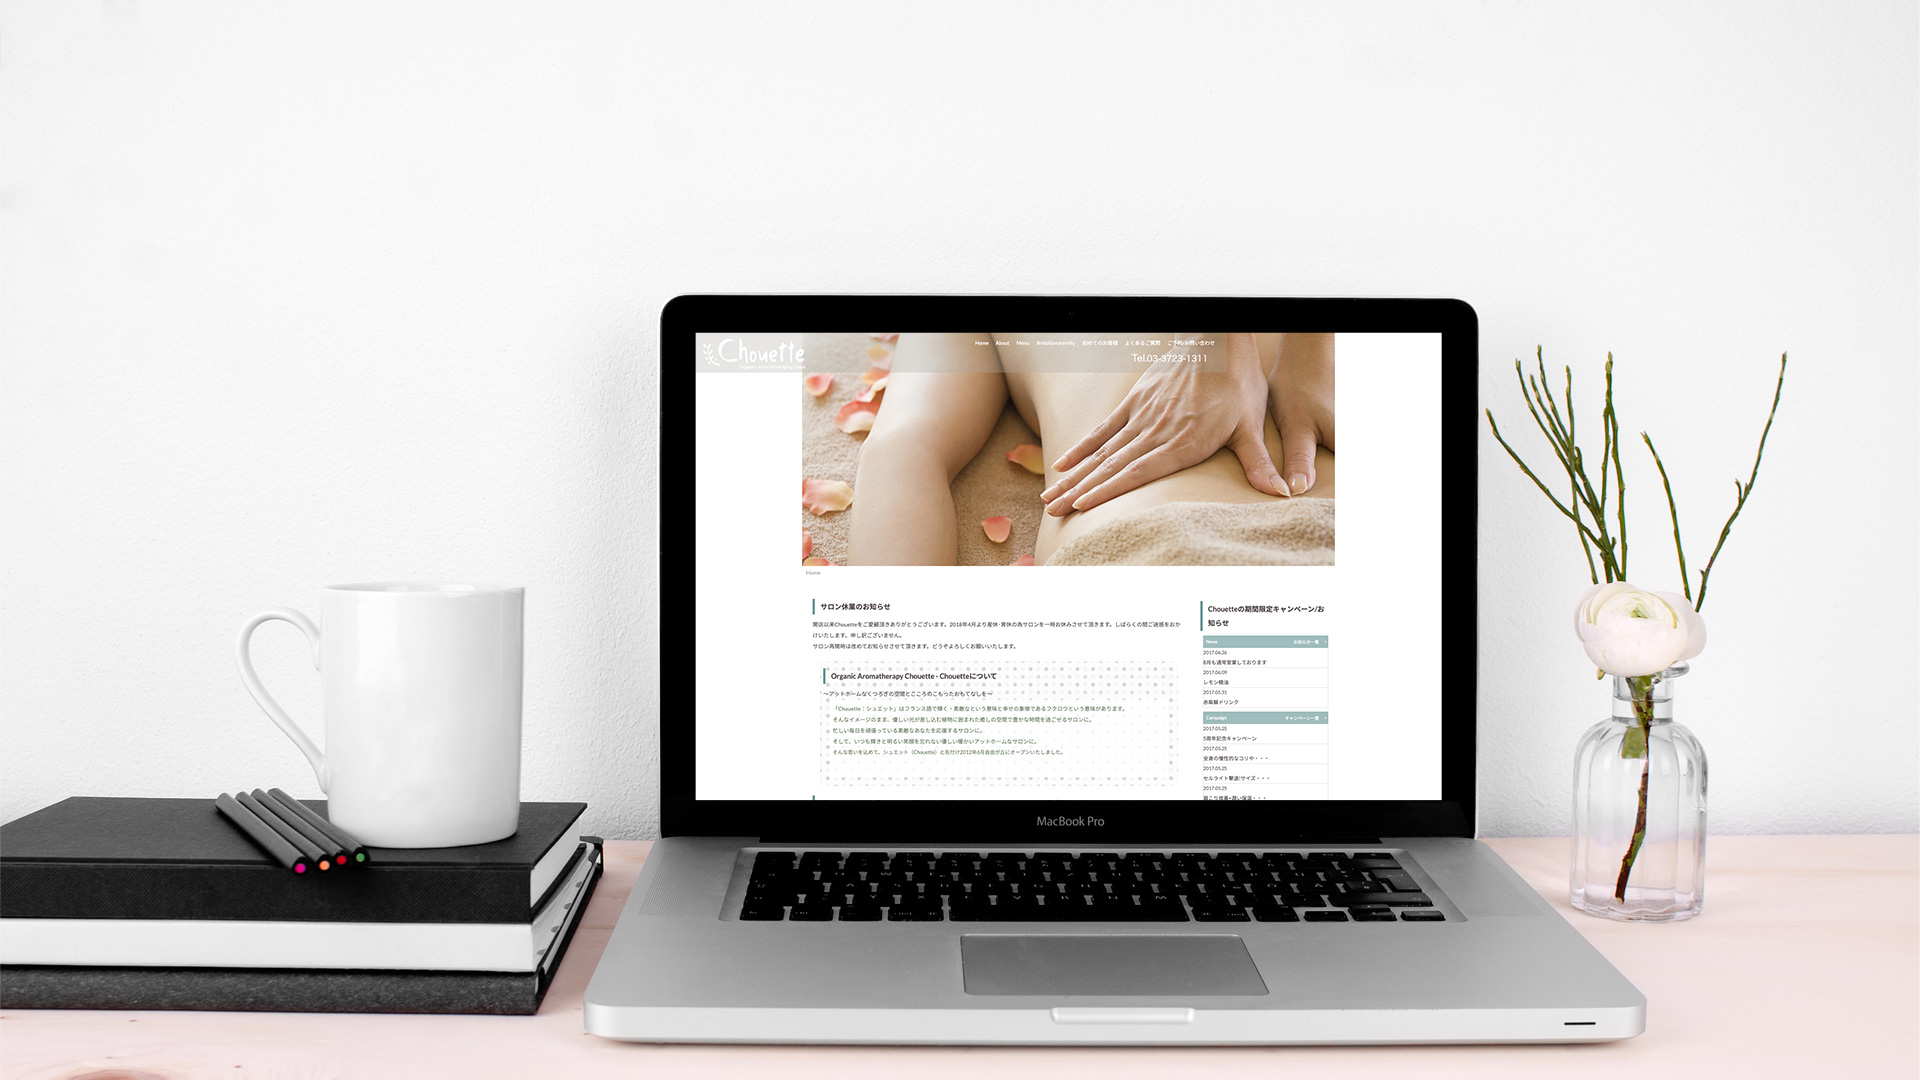 Chouette
Organic Aromatherapy Salon
Home About Menu Bridal&maternity 初めてのお客様 よくあるご質問 ご予約/お問い合わせ
Tel.03-3723-1311
Home
サロン休業のお知らせ
開店以来Chouetteをご愛顧頂きありがとうございます。2018年4月より産休・育休の為サロンを一時お休みさせて頂きます。しばらくの間ご迷惑をおか
けいたします。申し訳ございません。
サロン再開時は改めてお知らせさせて頂きます。どうぞよろしくお願いいたします。
Organic Aromatherapy Chouette - Chouetteについて
〜アットホームなくつろぎの空間とこころのこもったおもてなしを〜
「Chouette：シュエット」はフランス語で輝く・素敵なという意味と幸せの象徴であるフクロウという意味があります。
そんなイメージのまま、優しい光が差し込む植物に囲まれた癒しの空間で豊かな時間を過ごせるサロンに。
忙しい毎日を頑張っている素敵なあなたを応援するサロンに。
そして、いつも輝きと明るい笑顔を忘れない優しい暖かいアットホームなサロンに。
そんな思いを込めて、シュエット（Chouette）と名付け2012年6月自由が丘にオープンいたしました。
Chouetteの期間限定キャンペーン/お
知らせ
News お知らせ一覧
2017.06.26
8月も通常営業しております
2017.06.09
レモン精油
2017.05.31
赤紫蘇ドリンク
Campaign キャンペーン一覧
2017.05.25
5周年記念キャンペーン
2017.05.25
全身の慢性的なコリや・・・
2017.05.25
セルライト撃退!サイズ・・・
2017.05.25
肩こり改善+潤い保湿・・・
MacBook Pro